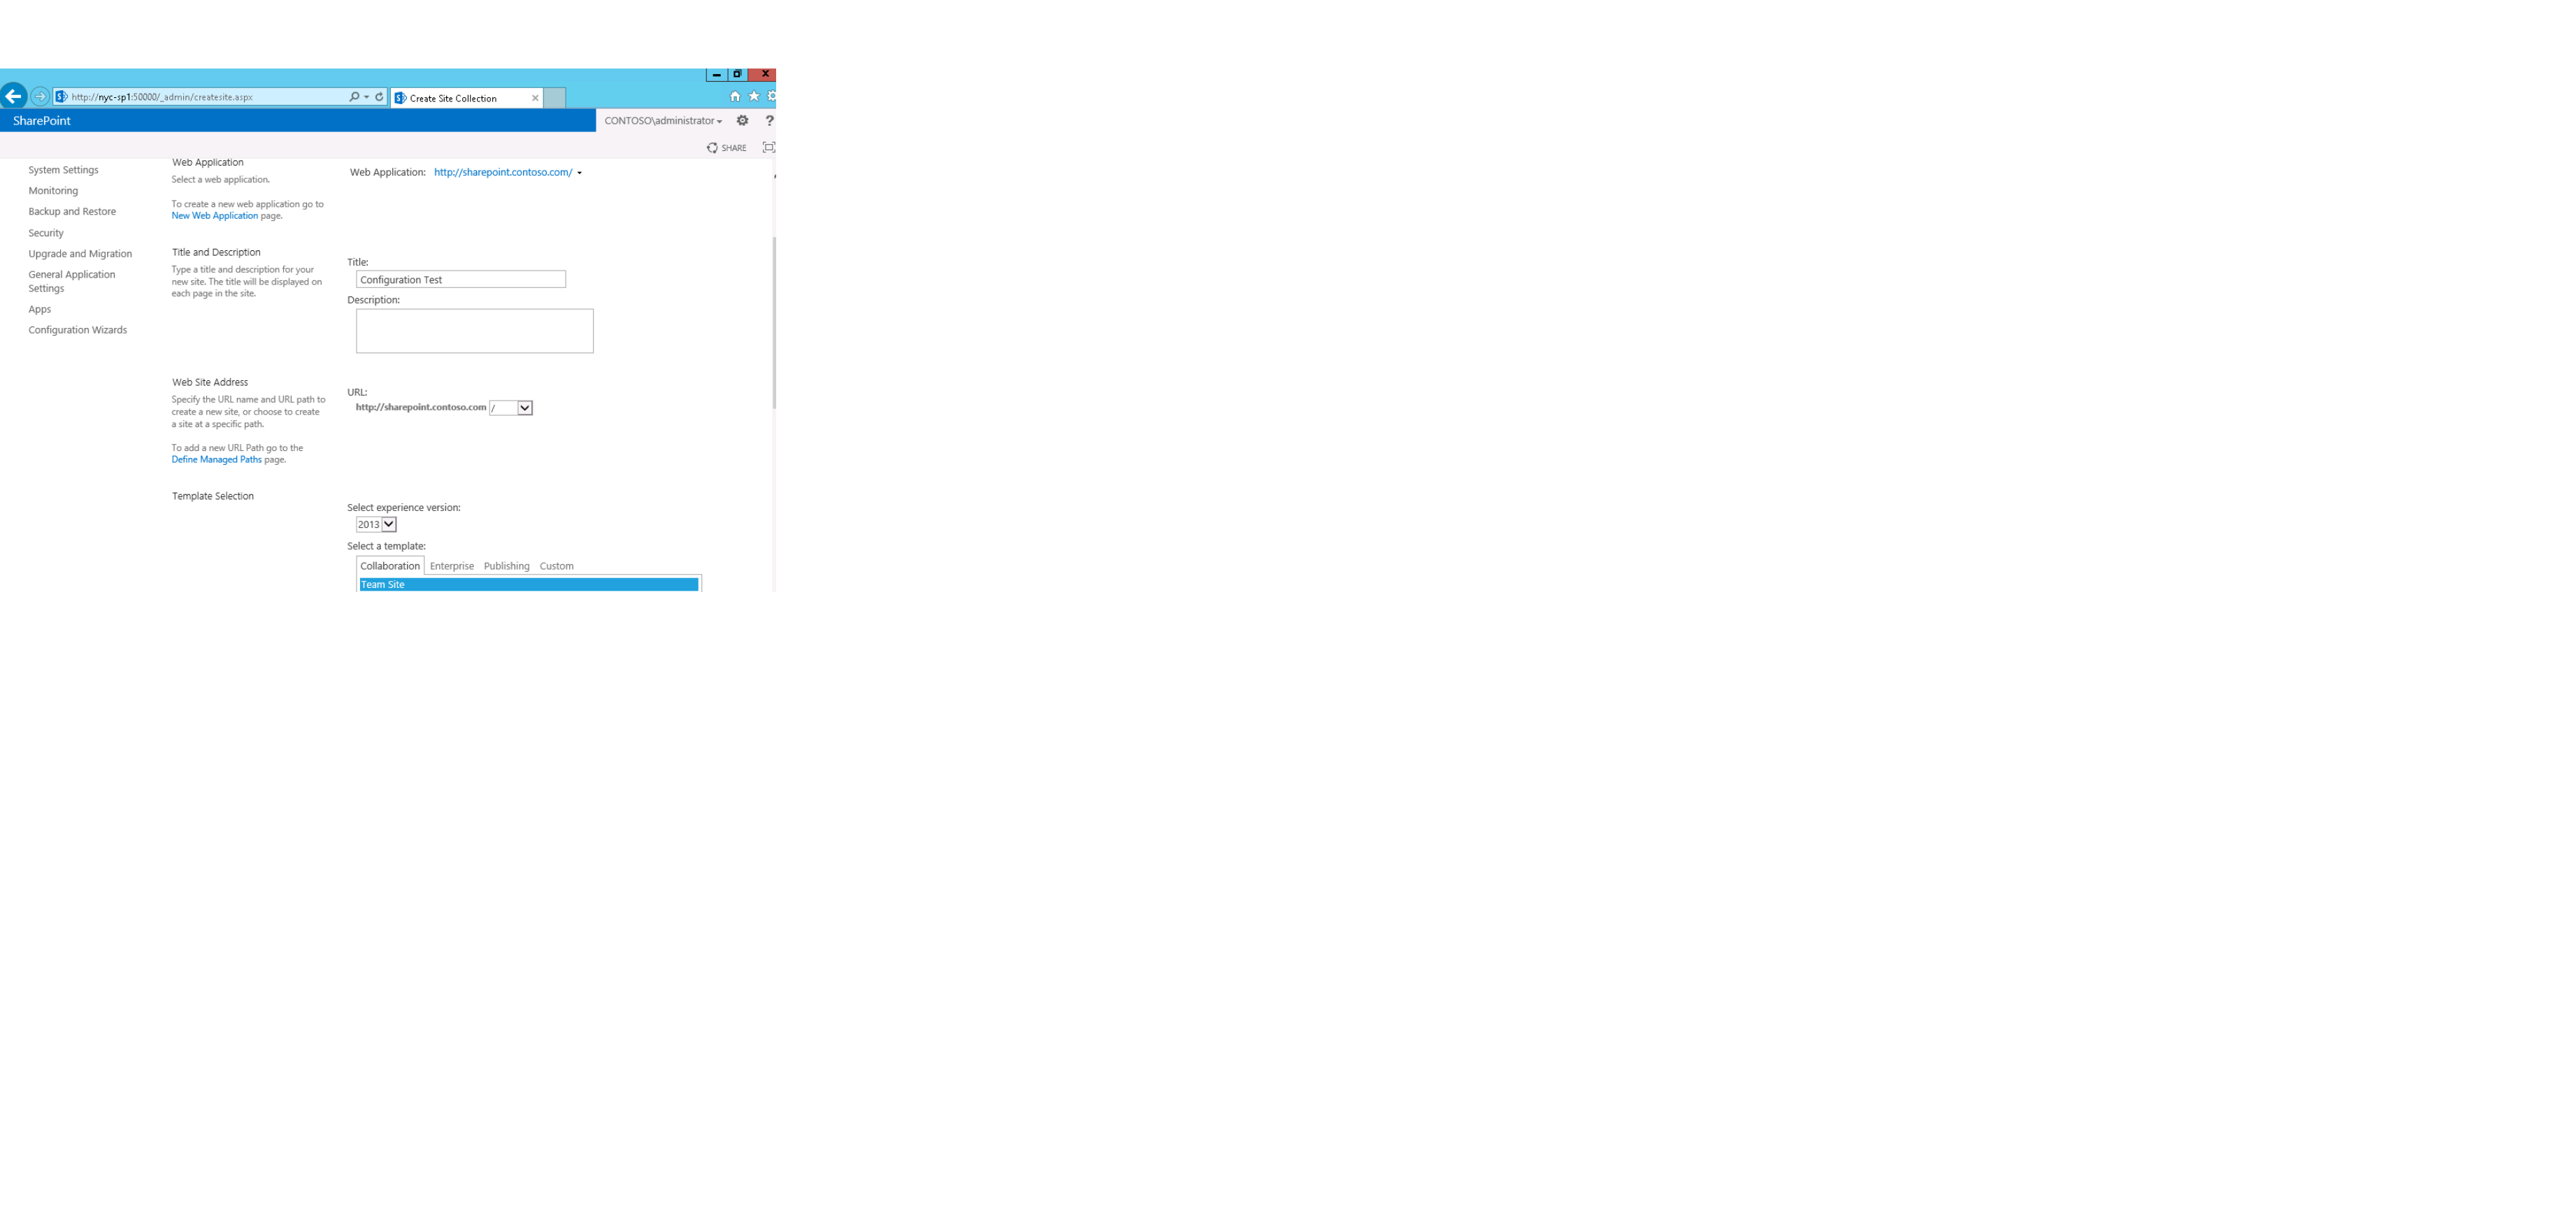 http://nyc-sp1:50000/_admin/createsite.aspx
Create Site Collection
SharePoint
CONTOSO\administrator
?
SHARE
System Settings
Monitoring
Backup and Restore
Security
Upgrade and Migration
General Application
Settings
Apps
Configuration Wizards
Web Application
Select a web application.
To create a new web application go to
New Web Application page.
Web Application: http://sharepoint.contoso.com/
Title and Description
Type a title and description for your
new site. The title will be displayed on
each page in the site.
Title:
Configuration Test
Description:
Web Site Address
Specify the URL name and URL path to
create a new site, or choose to create
a site at a specific path.
To add a new URL Path go to the
Define Managed Paths page.
URL:
http://sharepoint.contoso.com /
Template Selection
Select experience version:
2013
Select a template:
Collaboration Enterprise Publishing Custom
Team Site